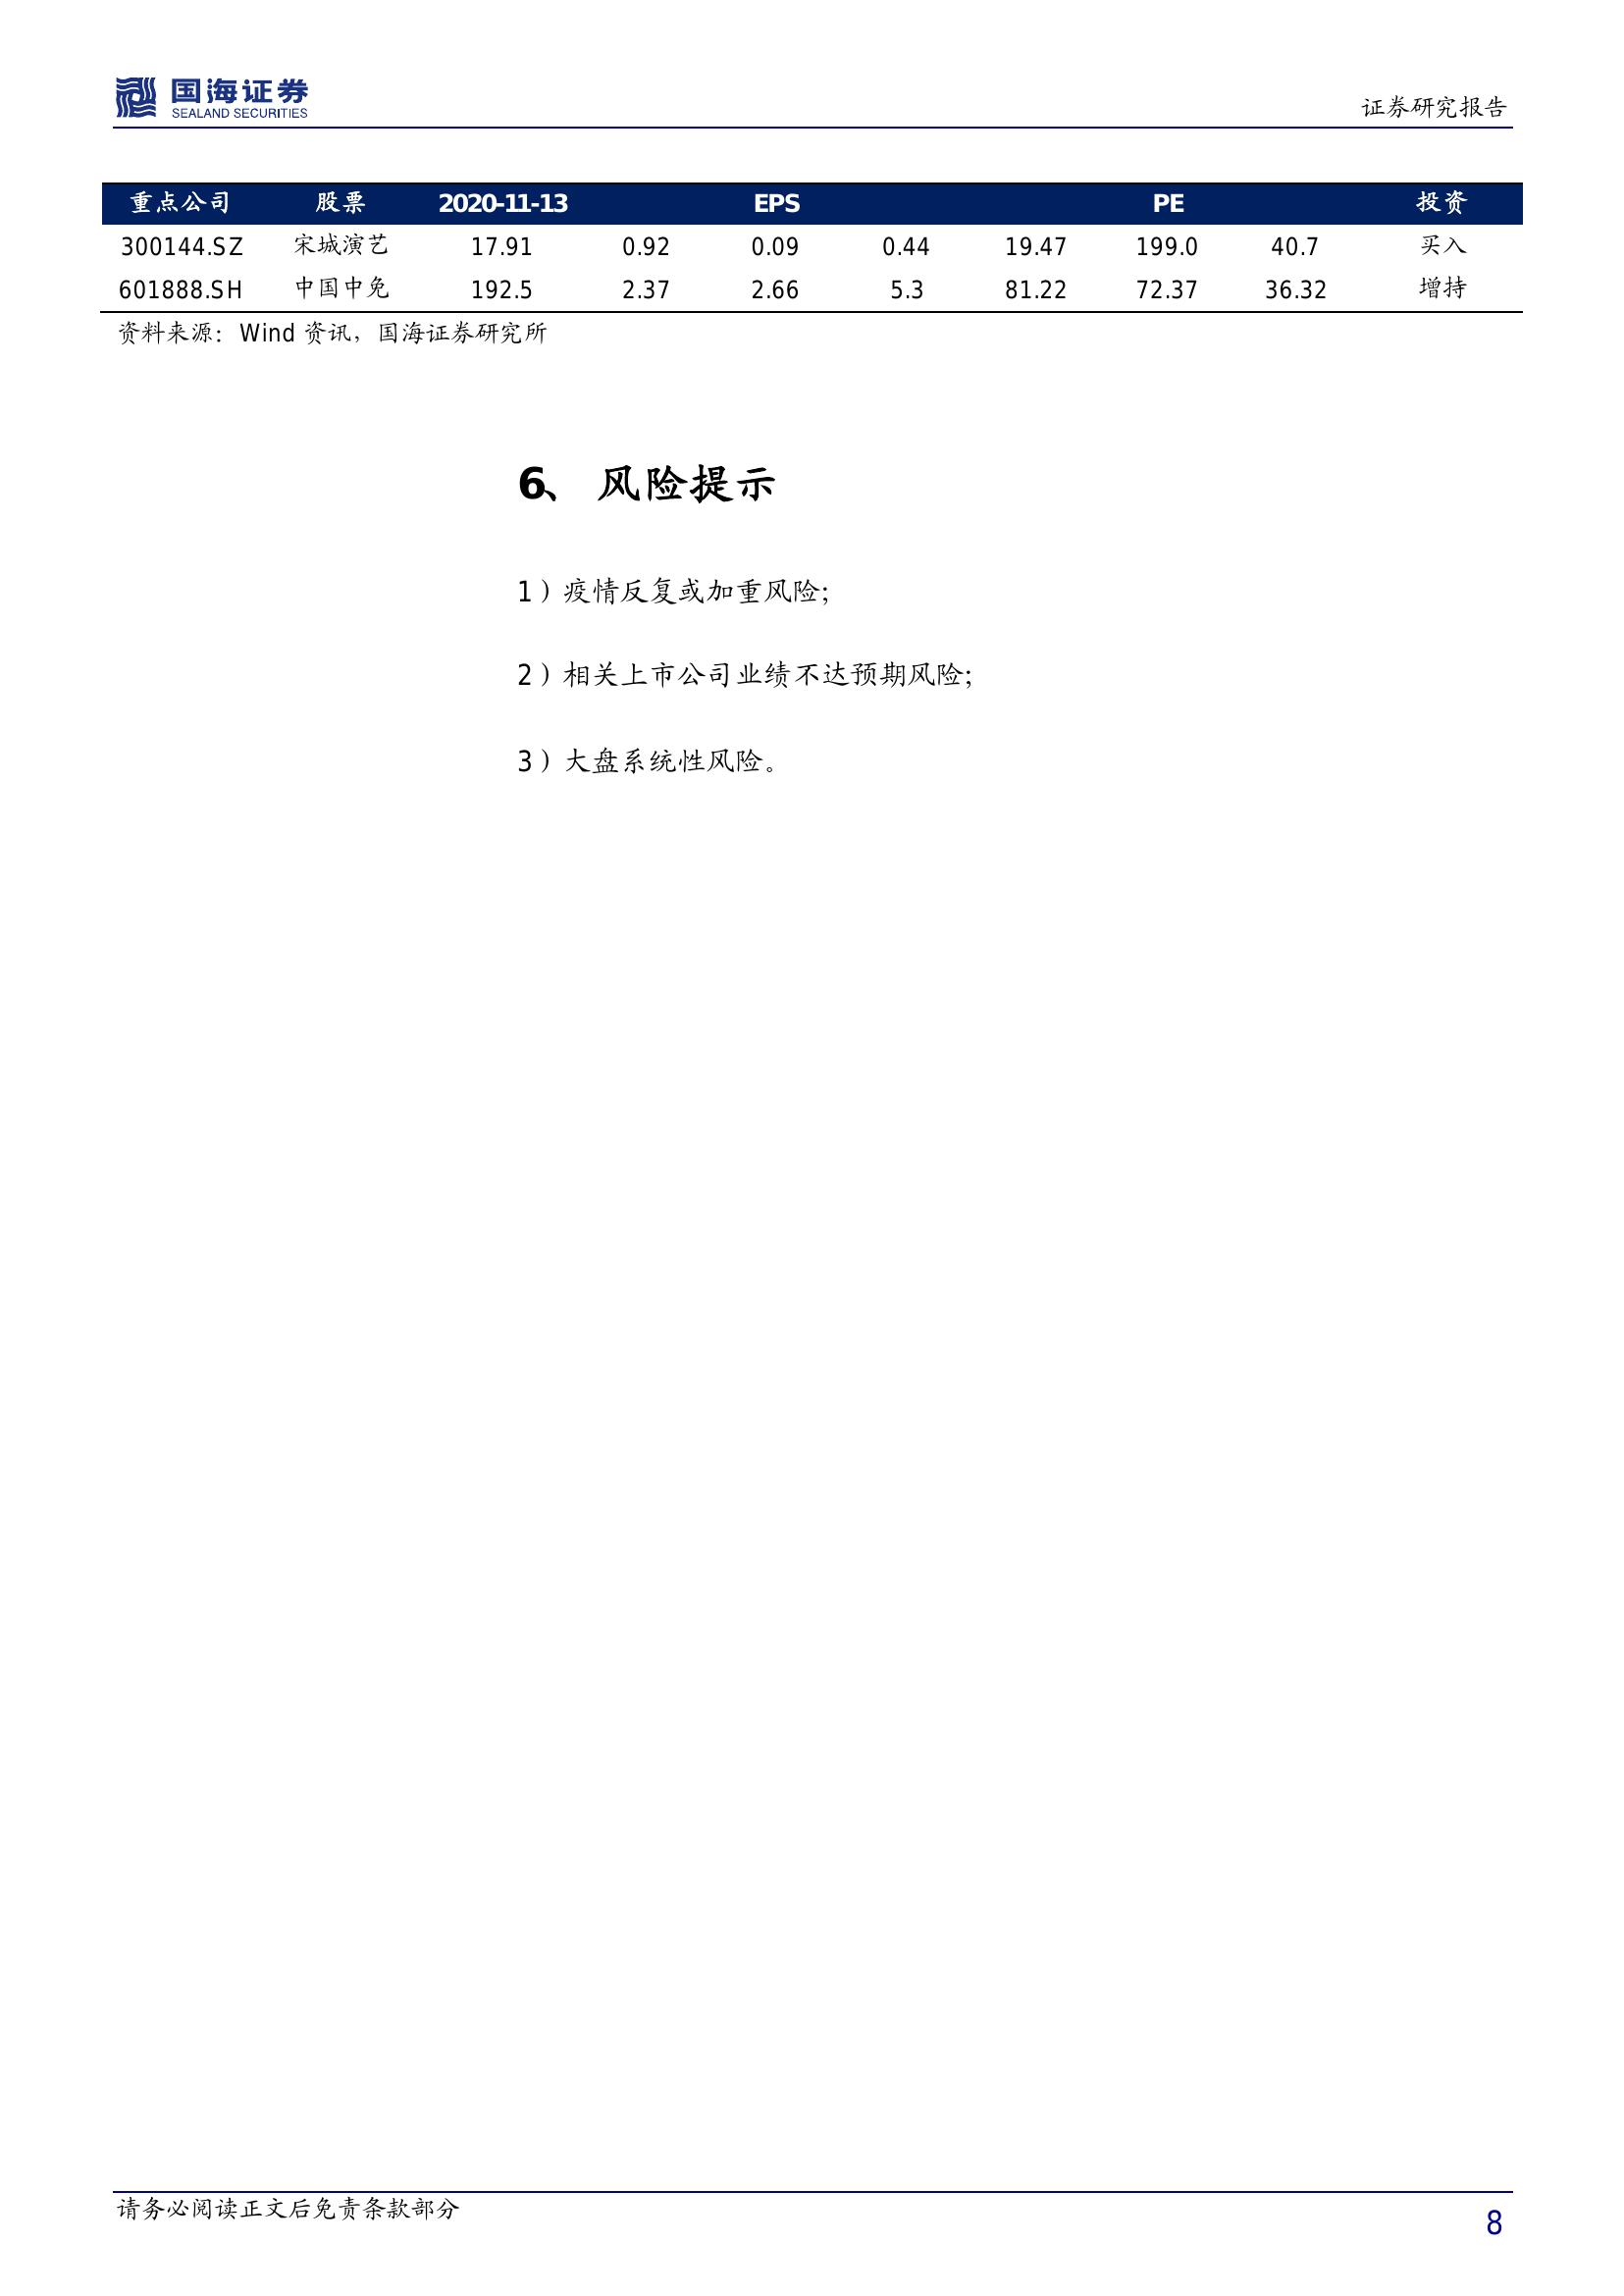 国海证券
SEALAND SECURITIES
证券研究报告
重点公司 股票 2020-11-13 EPS PE 投资
300144.SZ 宋城演艺 17.91 0.92 0.09 0.44 19.47 199.0 40.7 买入
601888.SH 中国中免 192.5 2.37 2.66 5.3 81.22 72.37 36.32 增持
资料来源：Wind 资讯，国海证券研究所
6、 风险提示
1）疫情反复或加重风险；
2）相关上市公司业绩不达预期风险；
3）大盘系统性风险。
请务必阅读正文后免责条款部分
8